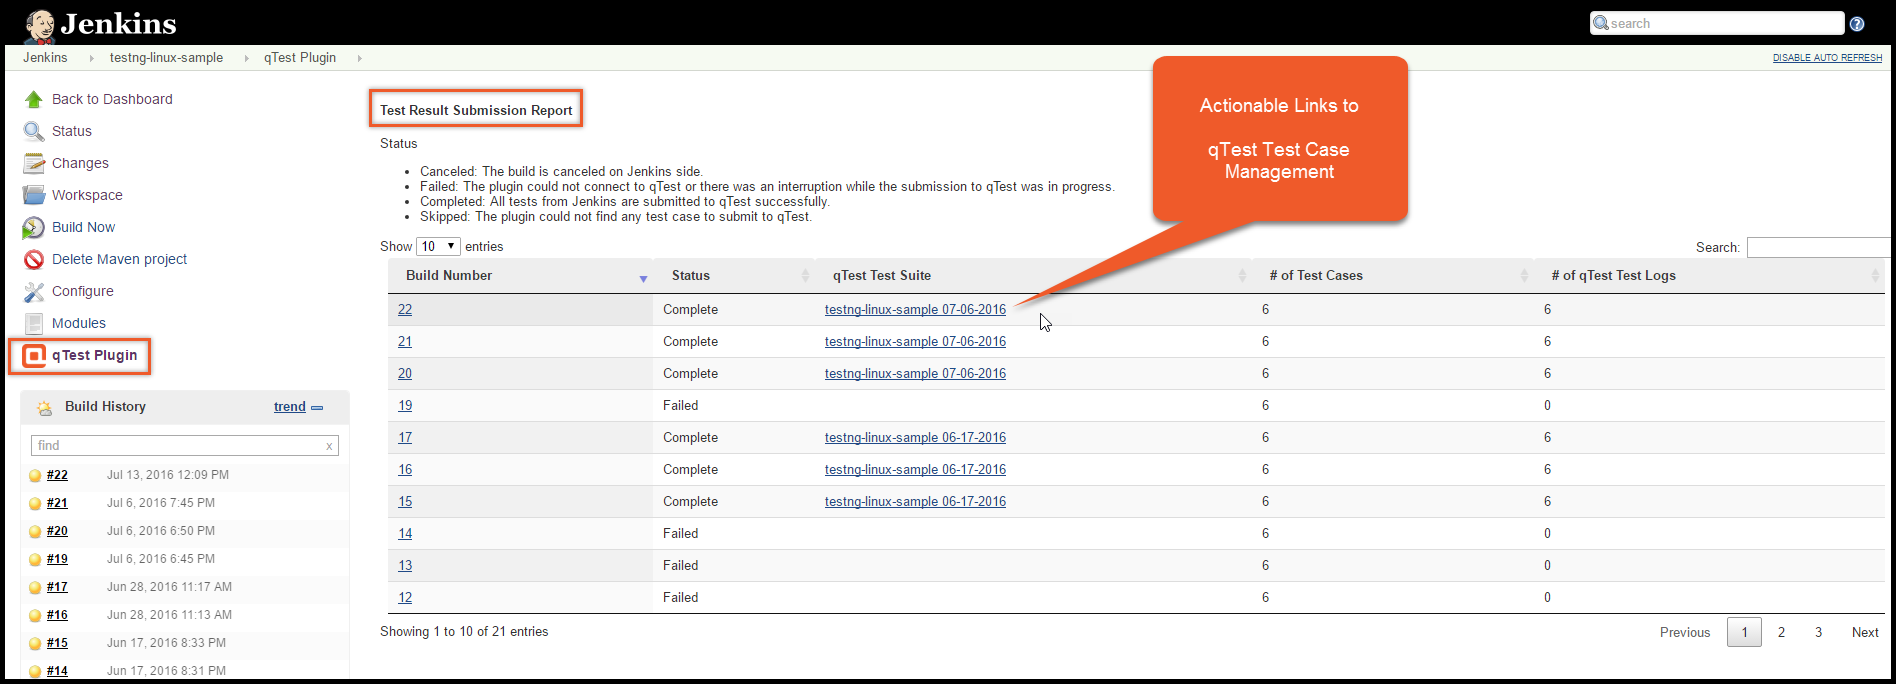 Jenkins
search
Jenkins testng-linux-sample qTest Plugin
DISABLE AUTO REFRESH
Back to Dashboard
Status
Changes
Workspace
Build Now
Delete Maven project
Configure
Modules
qTest Plugin
Build History trend
find x
#22 Jul 13, 2016 12:09 PM
#21 Jul 6, 2016 7:45 PM
#20 Jul 6, 2016 6:50 PM
#19 Jul 6, 2016 6:45 PM
#17 Jun 28, 2016 11:17 AM
#16 Jun 28, 2016 11:13 AM
#15 Jun 17, 2016 8:33 PM
#14 Jun 17, 2016 8:31 PM
Test Result Submission Report
Status
Canceled: The build is canceled on Jenkins side.
Failed: The plugin could not connect to qTest or there was an interruption while the submission to qTest was in progress.
Completed: All tests from Jenkins are submitted to qTest successfully.
Skipped: The plugin could not find any test case to submit to qTest.
Actionable Links to
qTest Test Case
Management
Show 10 entries
Search:
Build Number Status qTest Test Suite # of Test Cases # of qTest Test Logs
22 Complete testng-linux-sample 07-06-2016 6 6
21 Complete testng-linux-sample 07-06-2016 6 6
20 Complete testng-linux-sample 07-06-2016 6 6
19 Failed 6 0
17 Complete testng-linux-sample 06-17-2016 6 6
16 Complete testng-linux-sample 06-17-2016 6 6
15 Complete testng-linux-sample 06-17-2016 6 6
14 Failed 6 0
13 Failed 6 0
12 Failed 6 0
Showing 1 to 10 of 21 entries
Previous 1 2 3 Next